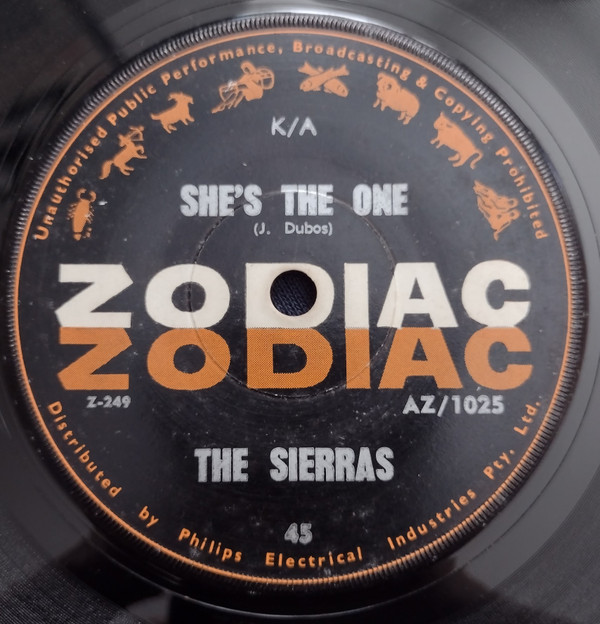 Unauthorised Public Performance, Broadcasting & Copying Prohibited
K/A
SHE'S THE ONE
(J. Dubos)
ZODIAC
ZODIAC
Z-249
AZ/1025
THE SIERRAS
45
Distributed by Philips Electrical Industries Pty. Ltd.